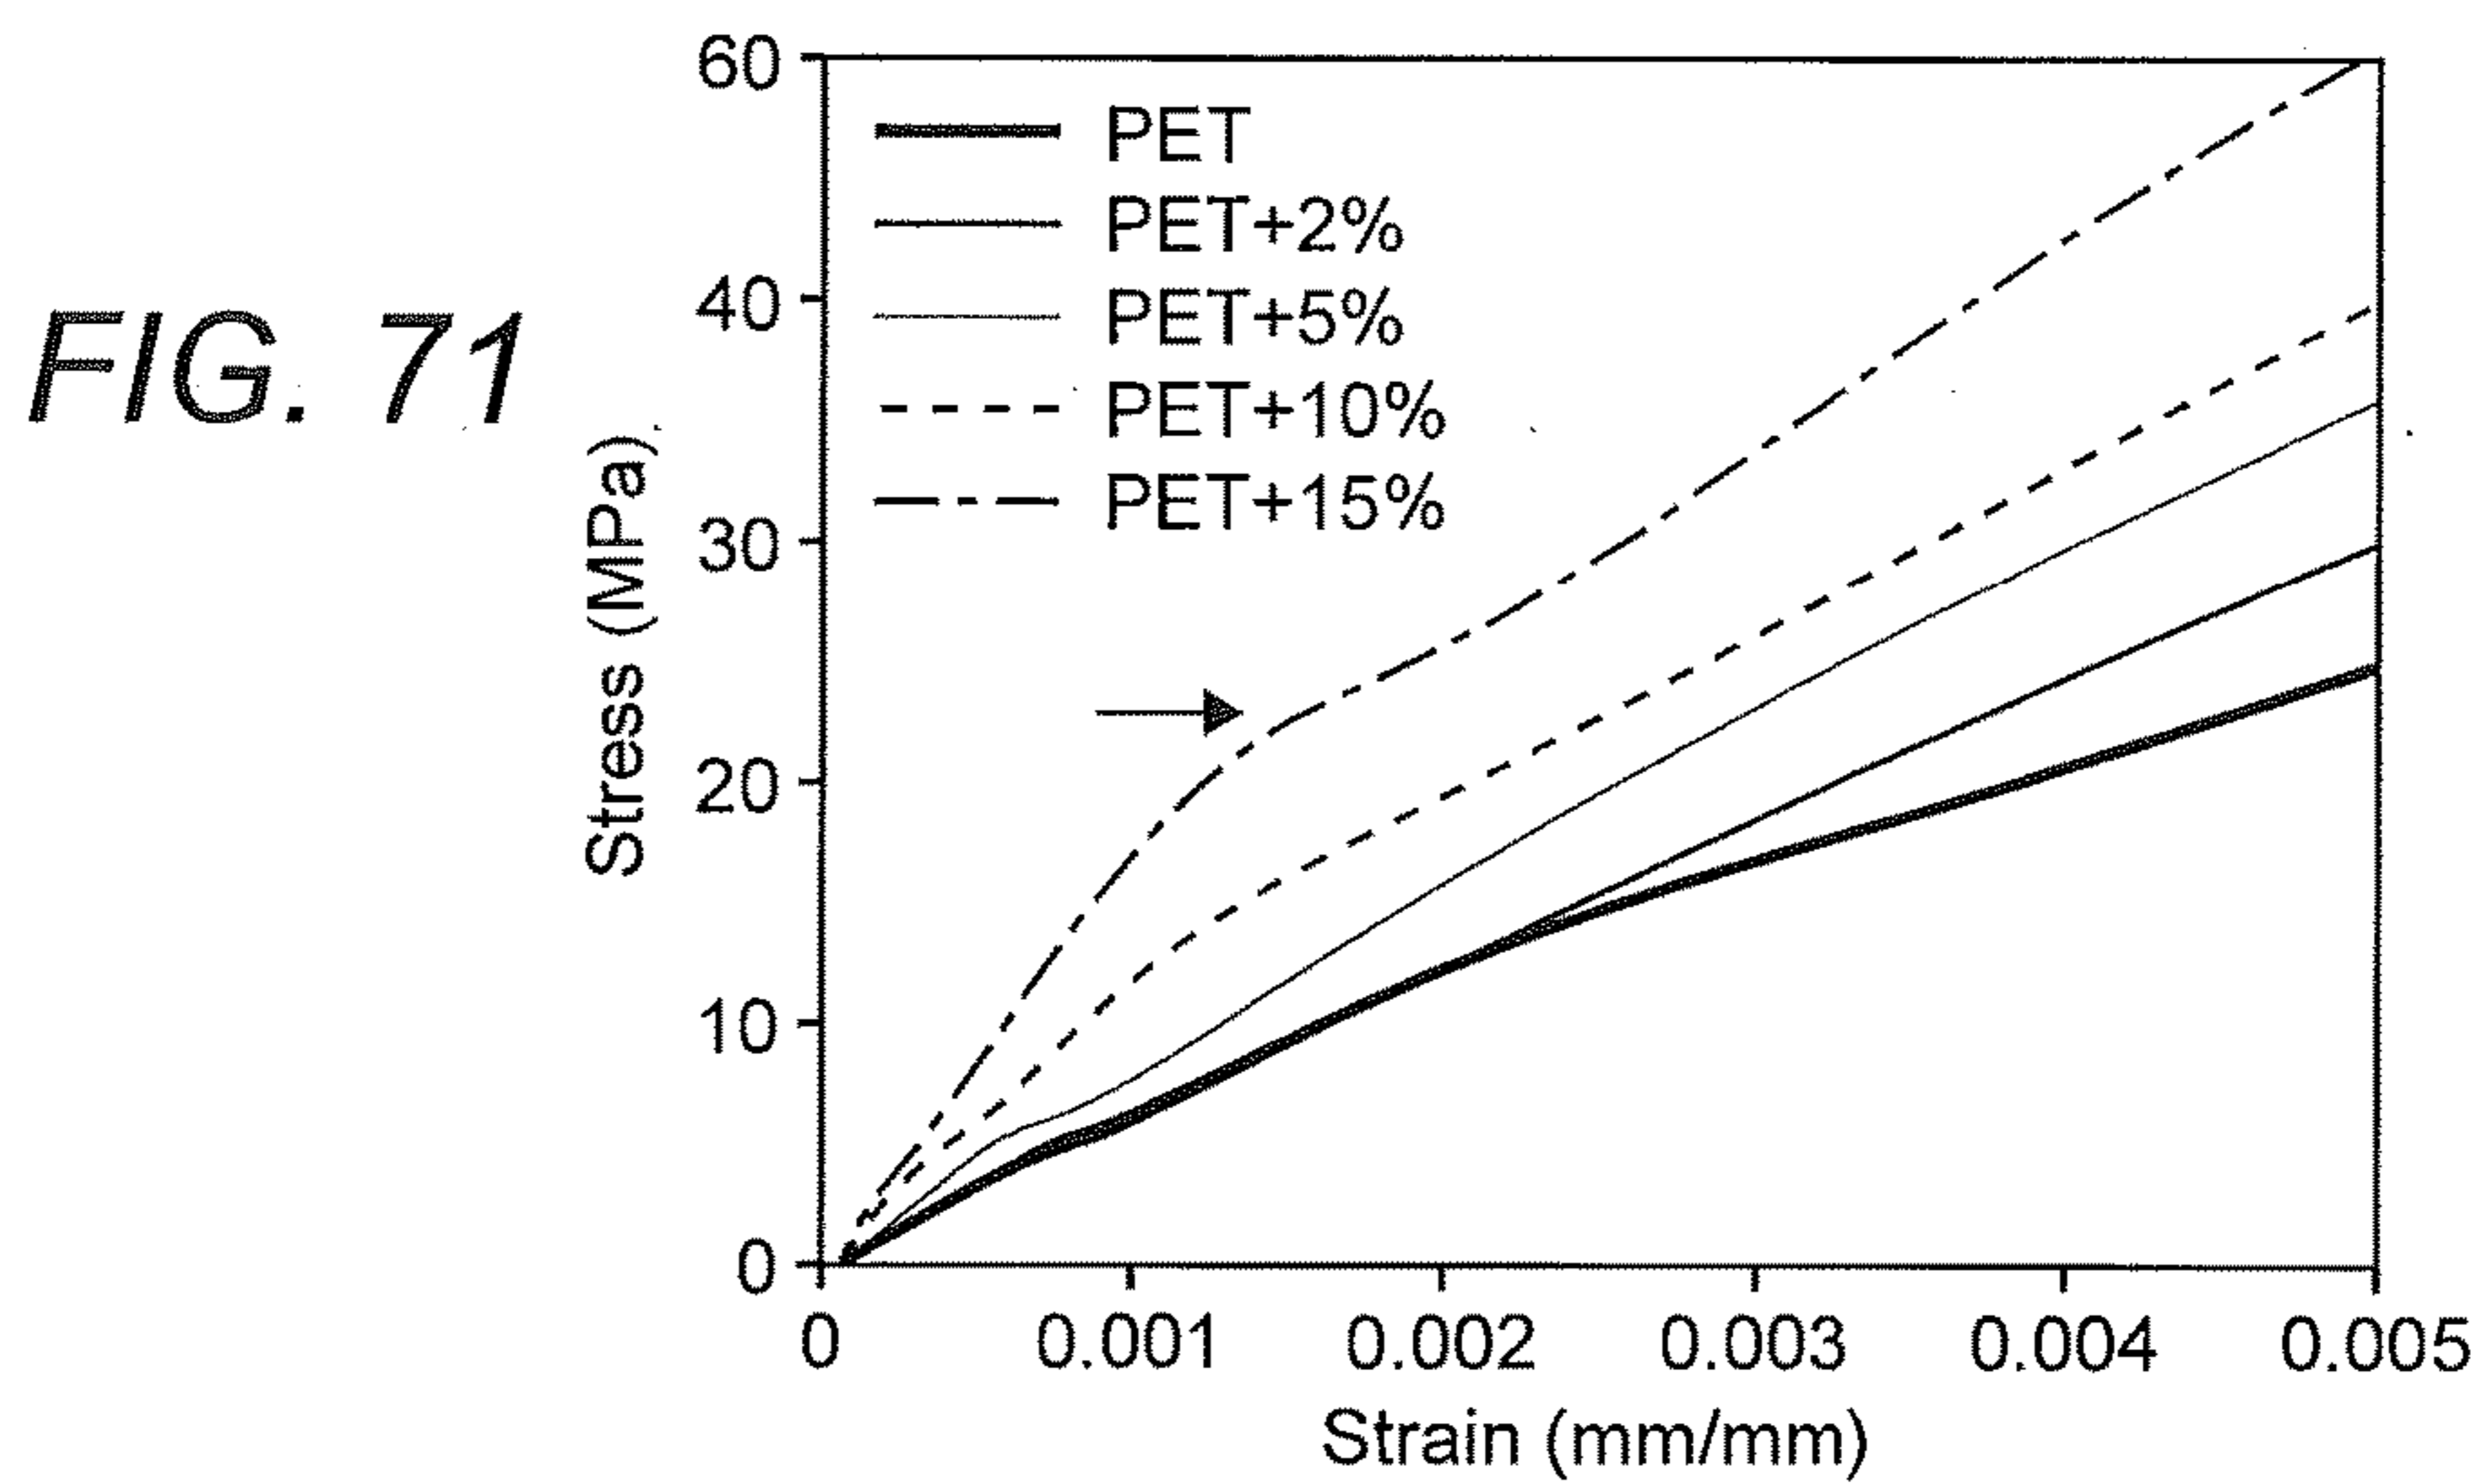 FIG. 71
Stress (MPa)
60
40
30
20
10
0
PET
PET+2%
PET+5%
PET+10%
PET+15%
0 0.001 0.002 0.003 0.004 0.005
Strain (mm/mm)